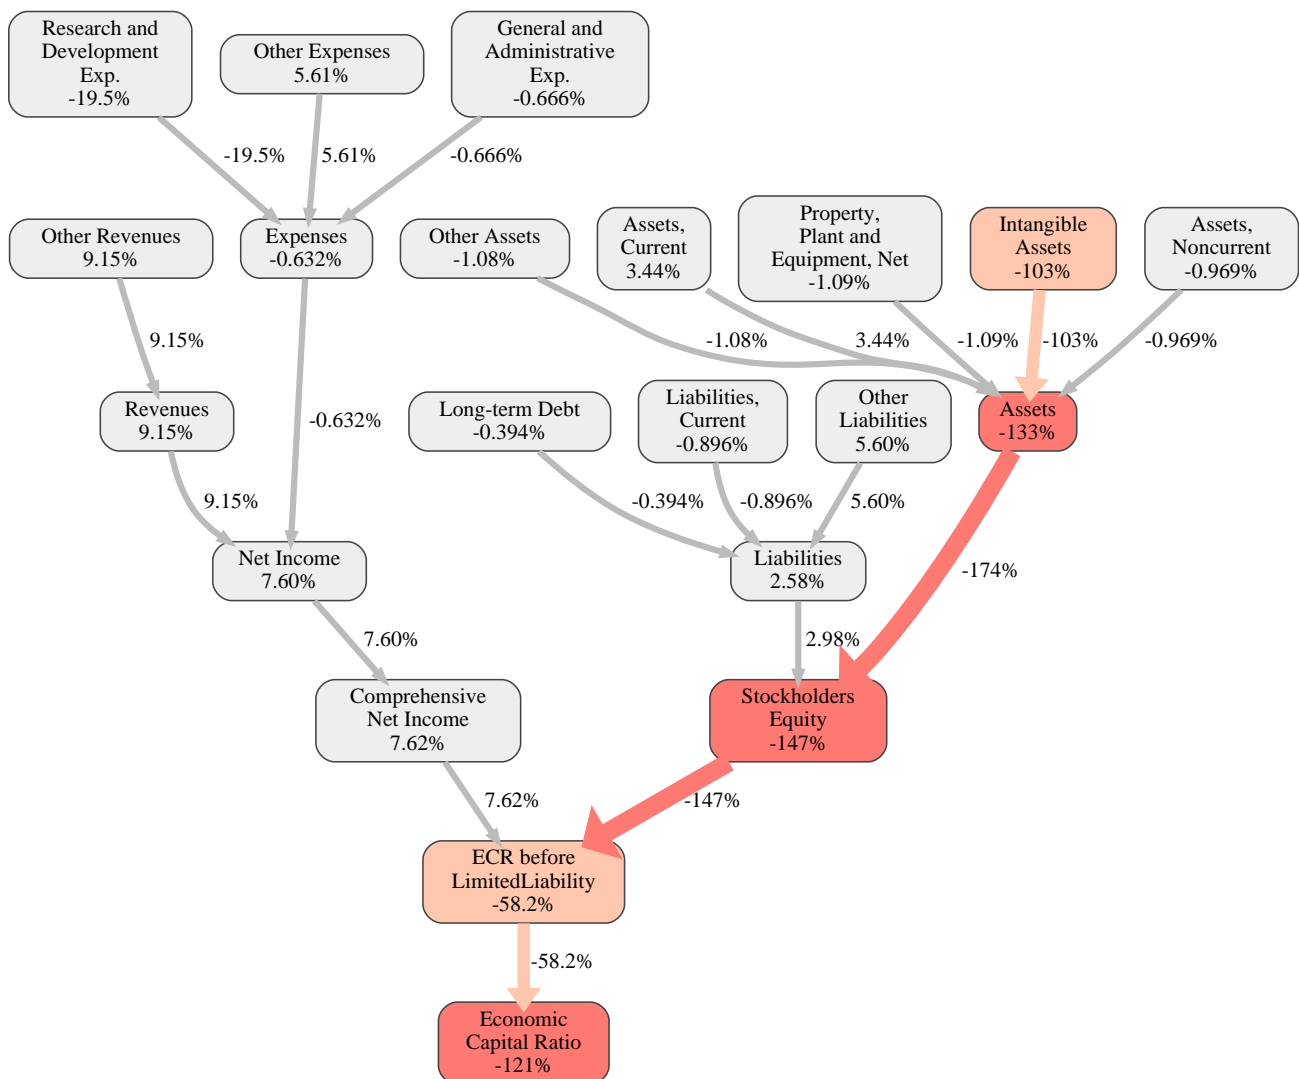 Research and
Development
Exp.
-19.5%
Other Expenses
5.61%
General and
Administrative
Exp.
-0.666%
-19.5%
5.61%
-0.666%
Other Revenues
9.15%
Expenses
-0.632%
Other Assets
-1.08%
Assets,
Current
3.44%
Property,
Plant and
Equipment, Net
-1.09%
Intangible
Assets
-103%
Assets,
Noncurrent
-0.969%
9.15%
-0.632%
-1.08%
3.44%
-1.09%
-103%
-0.969%
Revenues
9.15%
Long-term Debt
-0.394%
Liabilities,
Current
-0.896%
Other
Liabilities
5.60%
Assets
-133%
9.15%
-0.394%
-0.896%
5.60%
-174%
Net Income
7.60%
Liabilities
2.58%
7.60%
2.98%
Comprehensive
Net Income
7.62%
Stockholders
Equity
-147%
7.62%
-147%
ECR before
LimitedLiability
-58.2%
-58.2%
Economic
Capital Ratio
-121%